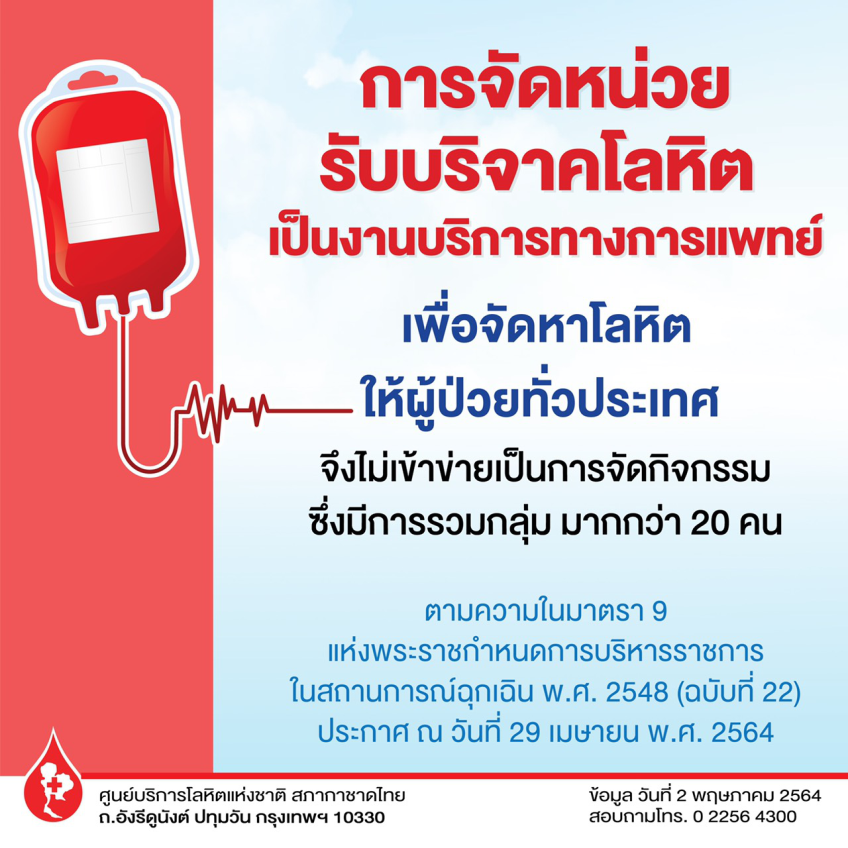 การจัดหน่วย
รับบริจาคโลหิต
เป็นงานบริการทางการแพทย์
เพื่อจัดหาโลหิต
ให้ผู้ป่วยทั่วประเทศ
จึงไม่เข้าข่ายเป็นการจัดกิจกรรม
ซึ่งมีการรวมกลุ่ม มากกว่า 20 คน
ตามความในมาตรา 9
แห่งพระราชกำหนดการบริหารราชการ
ในสถานการณ์ฉุกเฉิน พ.ศ. 2548 (ฉบับที่ 22)
ประกาศ ณ วันที่ 29 เมษายน พ.ศ. 2564
ศูนย์บริการโลหิตแห่งชาติ สภากาชาดไทย
ถ.อังรีดูนังต์ ปทุมวัน กรุงเทพฯ 10330
ข้อมูล วันที่ 2 พฤษภาคม 2564
สอบถามโทร. 0 2256 4300